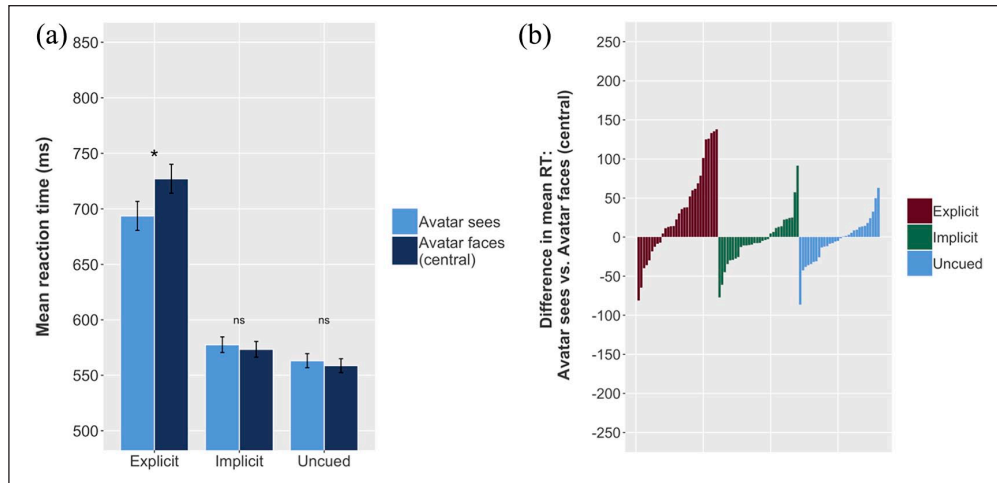 (a)
850
800
750
700
650
600
550
500
Mean reaction time (ms)
*
ns
ns
Explicit
Implicit
Uncued
Avatar sees
Avatar faces
(central)
(b)
250
200
150
100
50
0
-50
-100
-150
-200
-250
Difference in mean RT:
Avatar sees vs. Avatar faces (central)
Explicit
Implicit
Uncued